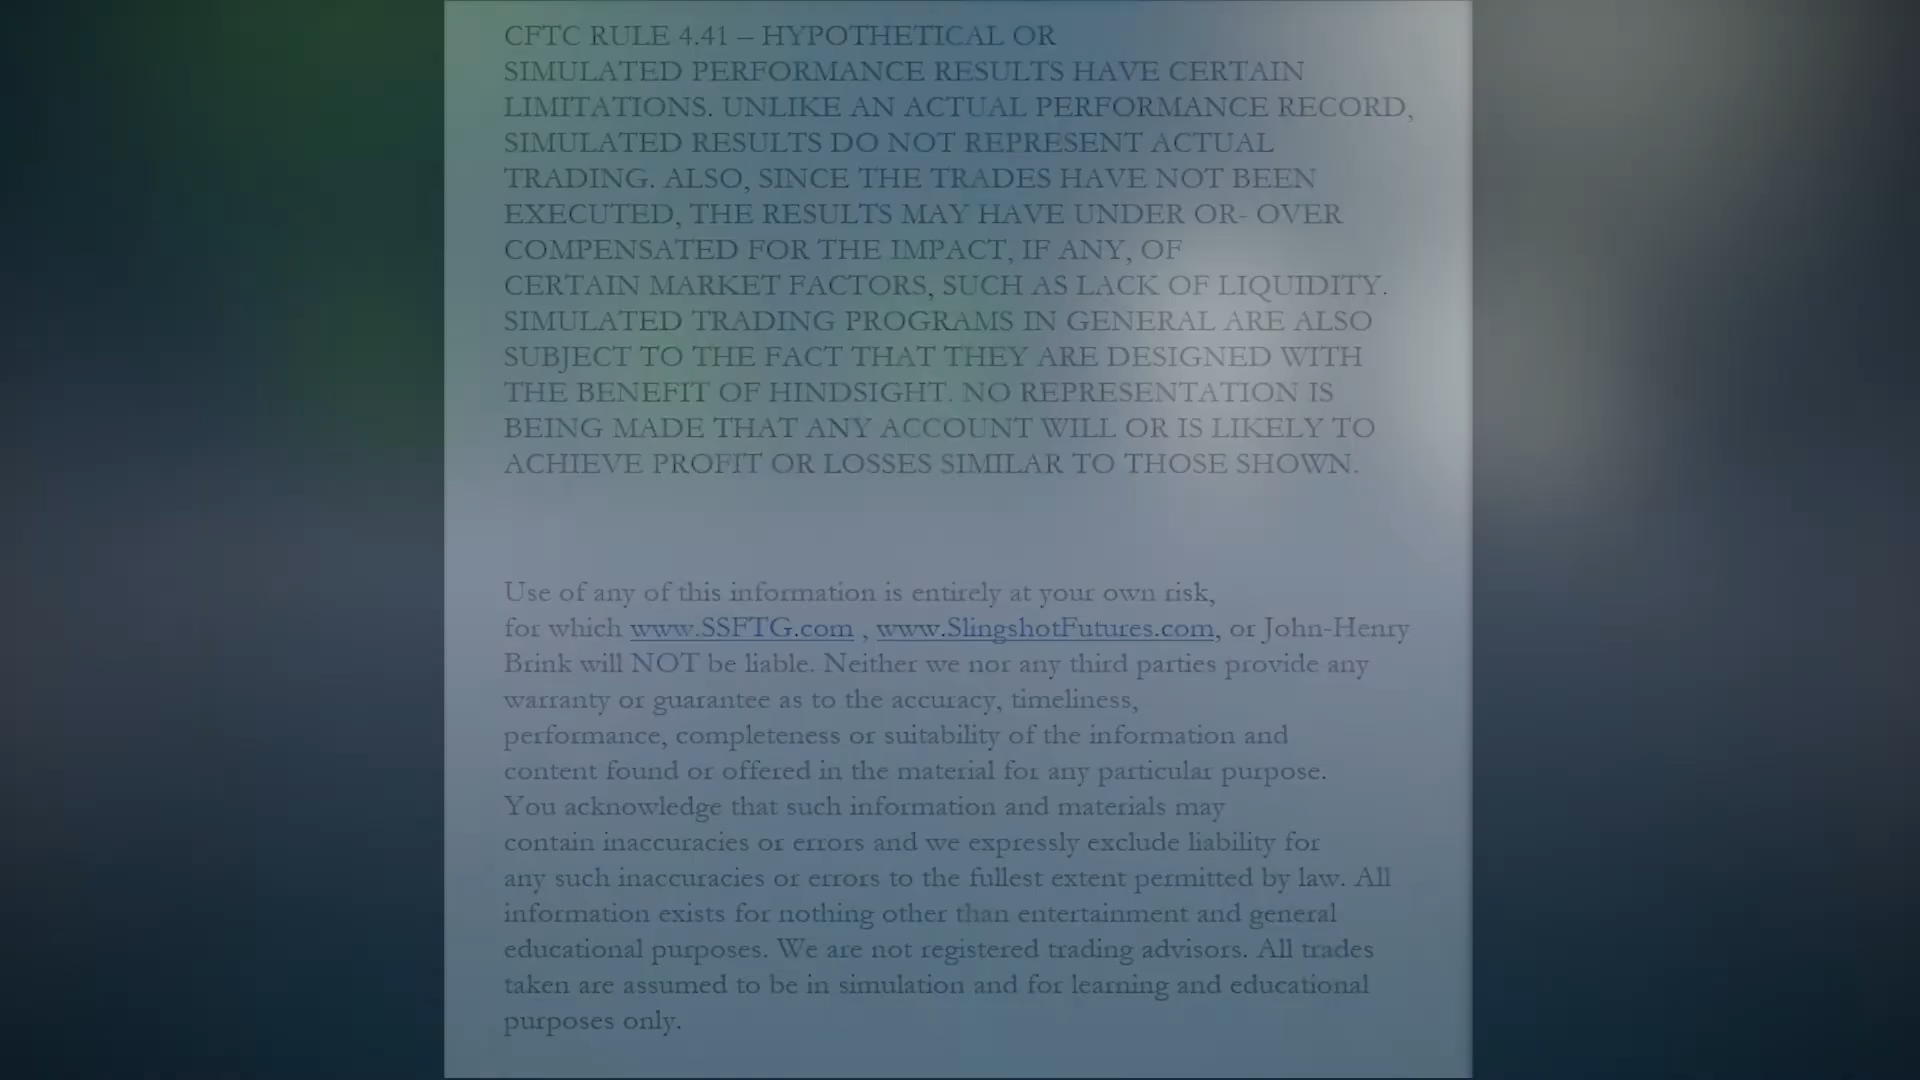 CFTC RULE 4.41 – HYPOTHETICAL OR
SIMULATED PERFORMANCE RESULTS HAVE CERTAIN
LIMITATIONS. UNLIKE AN ACTUAL PERFORMANCE RECORD,
SIMULATED RESULTS DO NOT REPRESENT ACTUAL
TRADING. ALSO, SINCE THE TRADES HAVE NOT BEEN
EXECUTED, THE RESULTS MAY HAVE UNDER OR- OVER
COMPENSATED FOR THE IMPACT, IF ANY, OF
CERTAIN MARKET FACTORS, SUCH AS LACK OF LIQUIDITY.
SIMULATED TRADING PROGRAMS IN GENERAL ARE ALSO
SUBJECT TO THE FACT THAT THEY ARE DESIGNED WITH
THE BENEFIT OF HINDSIGHT. NO REPRESENTATION IS
BEING MADE THAT ANY ACCOUNT WILL OR IS LIKELY TO
ACHIEVE PROFIT OR LOSSES SIMILAR TO THOSE SHOWN.
Use of any of this information is entirely at your own risk,
for which www.SSFTG.com , www.SlingshotFutures.com, or John-Henry
Brink will NOT be liable. Neither we nor any third parties provide any
warranty or guarantee as to the accuracy, timeliness,
performance, completeness or suitability of the information and
content found or offered in the material for any particular purpose.
You acknowledge that such information and materials may
contain inaccuracies or errors and we expressly exclude liability for
any such inaccuracies or errors to the fullest extent permitted by law. All
information exists for nothing other than entertainment and general
educational purposes. We are not registered trading advisors. All trades
taken are assumed to be in simulation and for learning and educational
purposes only.